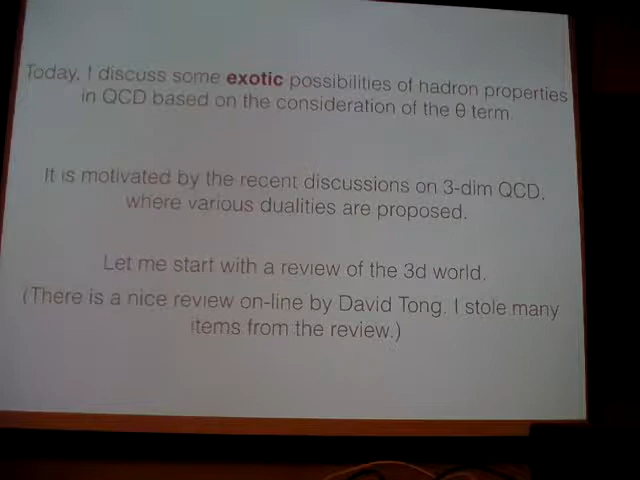 Today, I discuss some exotic possibilities of hadron properties
in QCD based on the consideration of the θ term.
It is motivated by the recent discussions on 3-dim QCD,
where various dualities are proposed.
Let me start with a review of the 3d world.
(There is a nice review on-line by David Tong. I stole many
items from the review.)